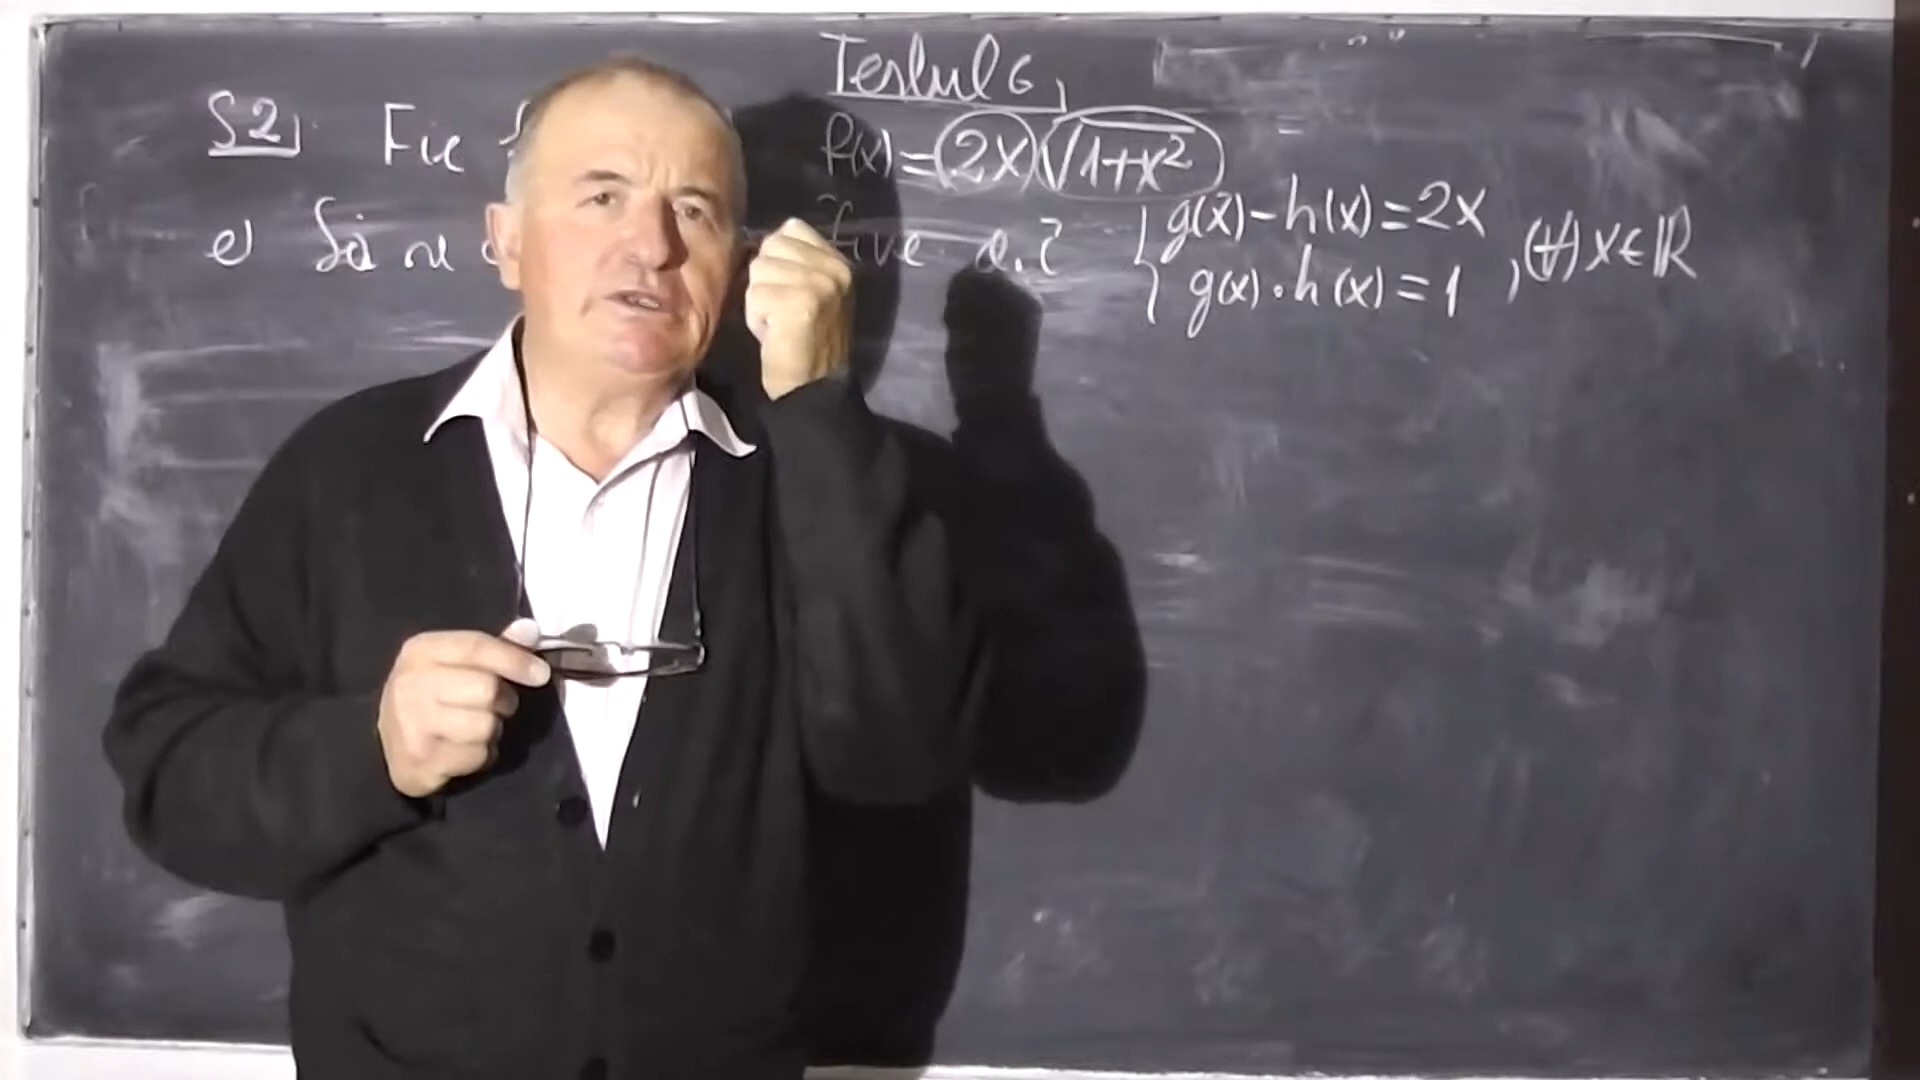 Testul 6
S2 Fie f(x) = 2x √1+x²
e) Să se a.î { g(x) - h(x) = 2x
g(x) · h(x) = 1 , (∀) x ∈ ℝ